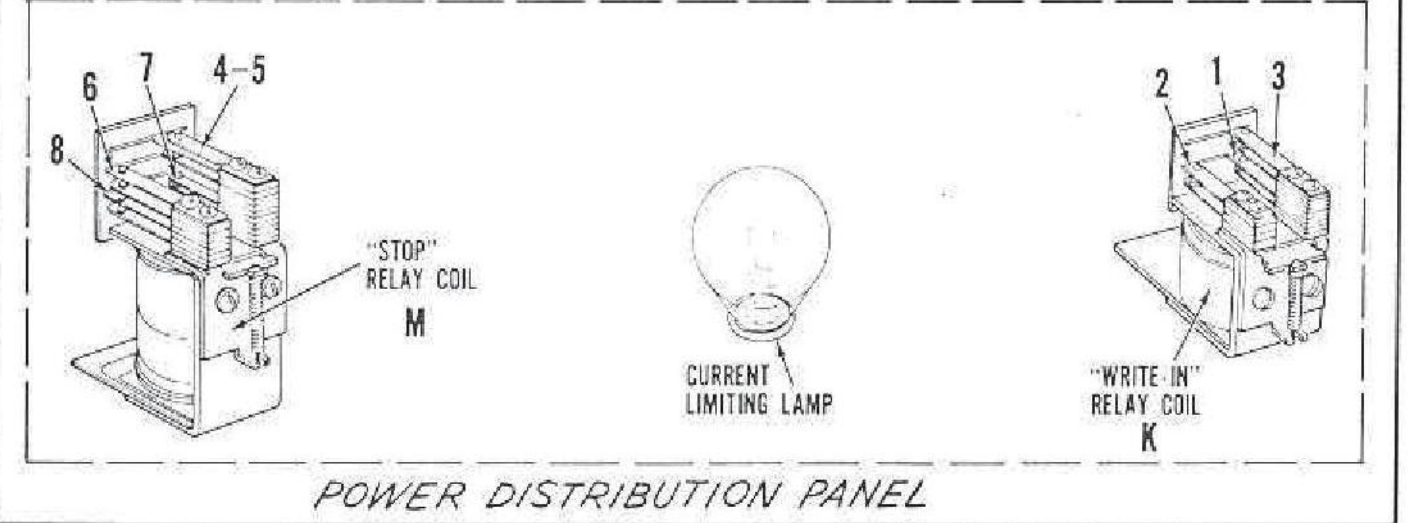 6 7 4-5
8
2 1 3
"STOP"
RELAY COIL
M
CURRENT
LIMITING LAMP
"WRITE-IN"
RELAY COIL
K
POWER DISTRIBUTION PANEL